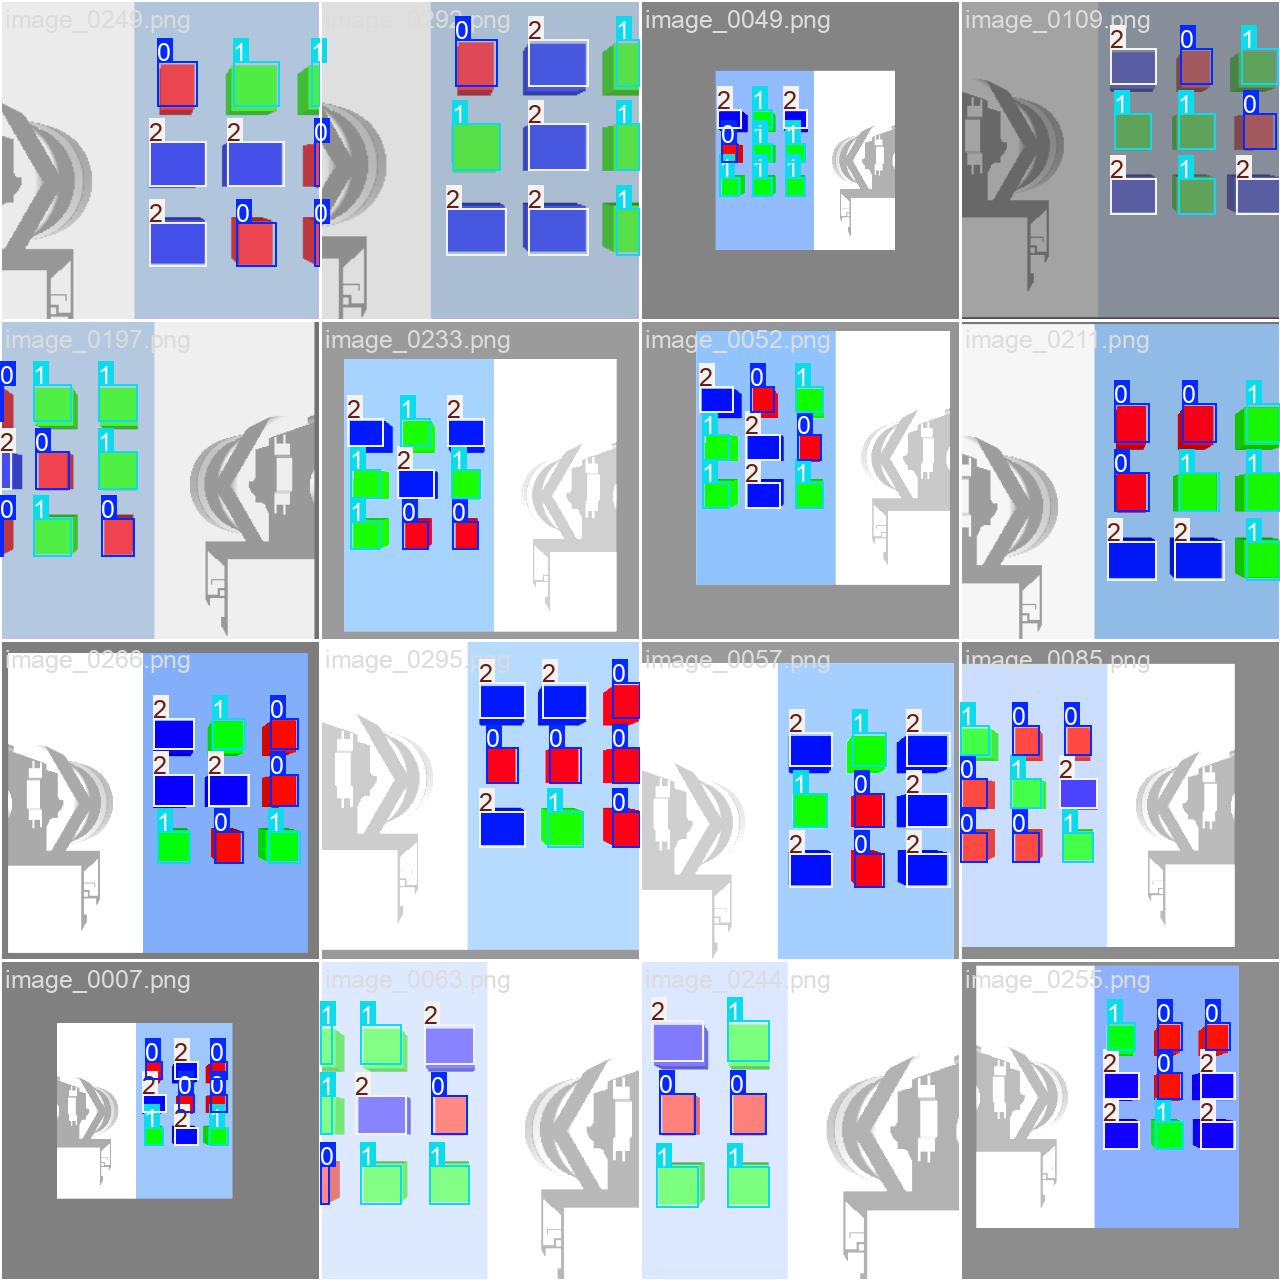 image_0249.png
0 1 1
2 2 0
2 0 0
image_0292.png
0 2 1
1 2 1
2 2 1
image_0049.png
2 1 2
0 1 1
1 1 1
image_0109.png
2 0 1
1 1 0
2 1 2
image_0197.png
0 1 1
2 0 1
0 1 0
image_0233.png
2 1 2
1 2 1
1 0 0
image_0052.png
2 0 1
1 2 0
1 2 1
image_0211.png
0 0 1
0 1 1
2 2 1
image_0266.png
2 1 0
2 2 0
1 0 1
image_0295.png
2 2 0
0 0 0
2 1 0
image_0057.png
2 1 2
1 0 2
2 0 2
image_0085.png
1 0 0
0 1 2
0 0 1
image_0007.png
0 2 0
2 0 0
1 2 1
image_0063.png
1 1 2
1 2 0
0 1 1
image_0244.png
2 1
0 0
1 1
image_0255.png
1 0 0
2 0 2
2 1 2